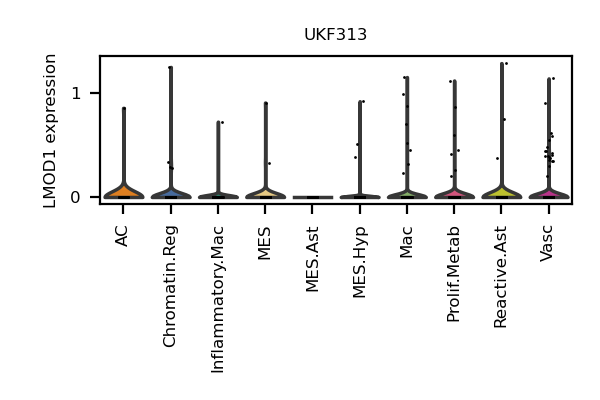 UKF313
LMOD1 expression
1
0
AC
Chromatin.Reg
Inflammatory.Mac
MES
MES.Ast
MES.Hyp
Mac
Prolif.Metab
Reactive.Ast
Vasc